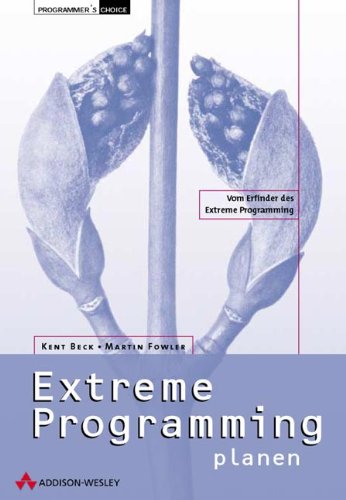 PROGRAMMER'S CHOICE
Vom Erfinder des
Extreme Programming
KENT BECK • MARTIN FOWLER
Extreme
Programming
planen
ADDISON-WESLEY